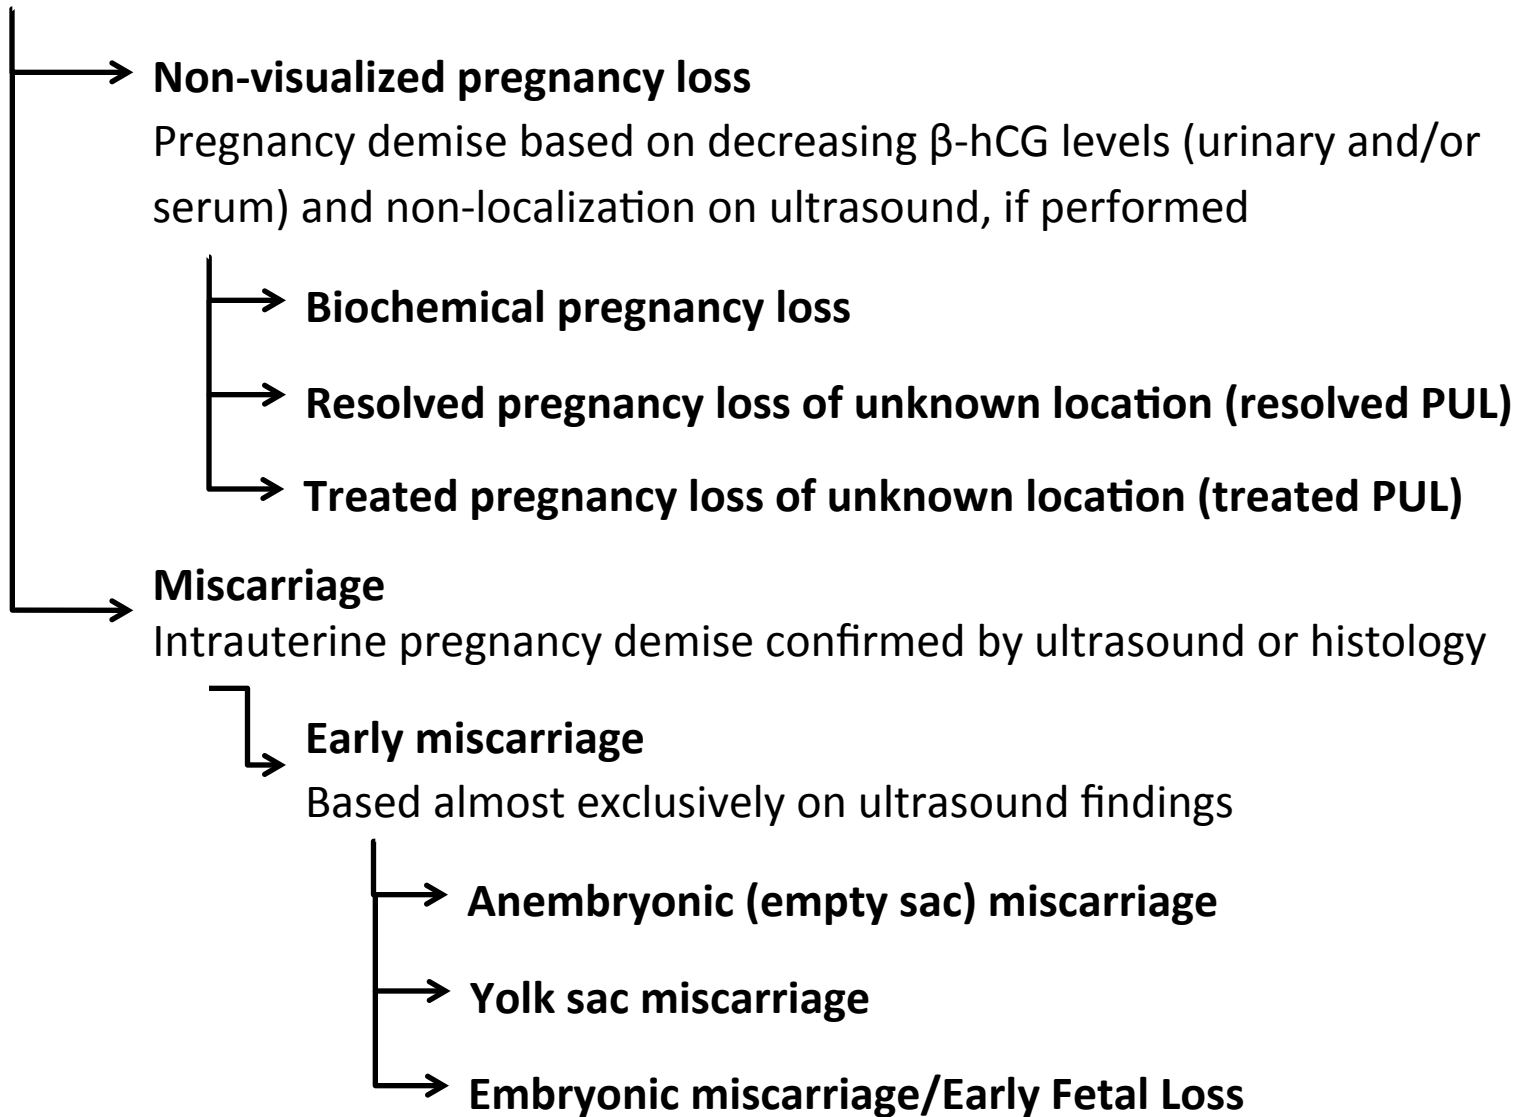 Non-visualized pregnancy loss
Pregnancy demise based on decreasing β-hCG levels (urinary and/or
serum) and non-localization on ultrasound, if performed
Biochemical pregnancy loss
Resolved pregnancy loss of unknown location (resolved PUL)
Treated pregnancy loss of unknown location (treated PUL)
Miscarriage
Intrauterine pregnancy demise confirmed by ultrasound or histology
Early miscarriage
Based almost exclusively on ultrasound findings
Anembryonic (empty sac) miscarriage
Yolk sac miscarriage
Embryonic miscarriage/Early Fetal Loss